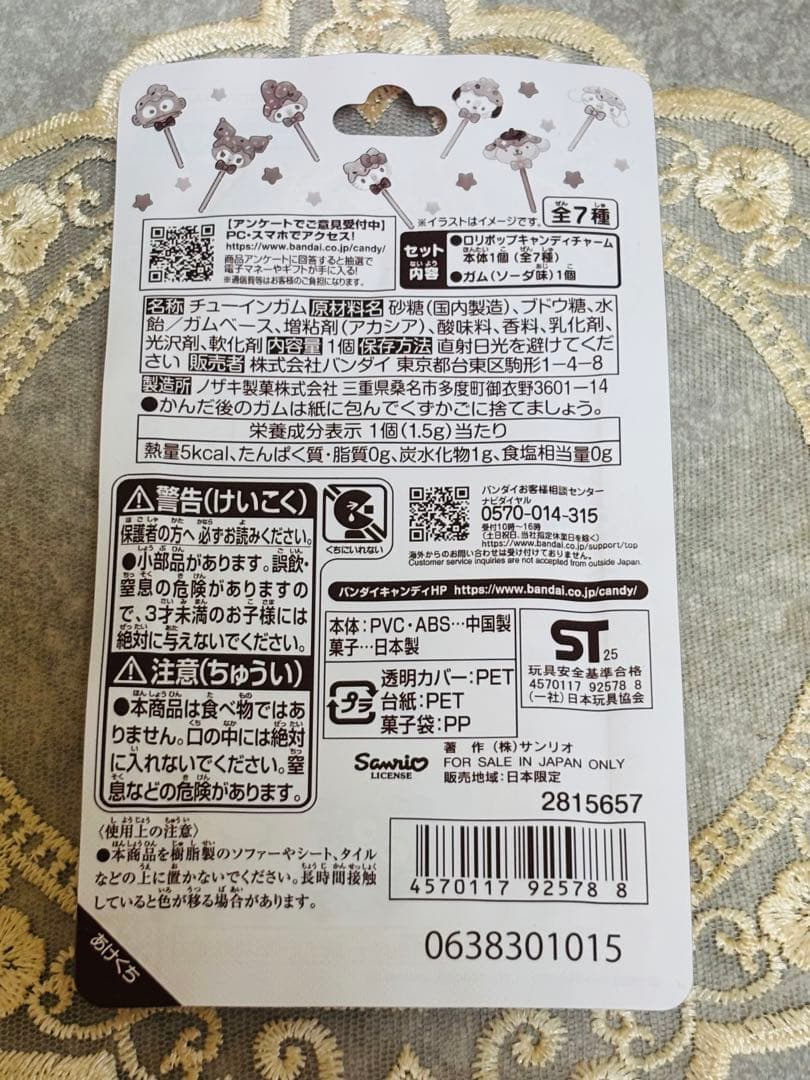 ※イラストはイメージです。
全7種
【アンケートでご意見受付中】
PC・スマホでアクセス!
https://www.bandai.co.jp/candy/
商品アンケートに回答すると抽選で
電子マネーやギフトが手に入る!
※通信費等はお客様のご負担になります。
セット内容
●ロリポップキャンディチャーム
本体1個(全7種)
●ガム(ソーダ味)1個
名称 チューインガム 原材料名 砂糖(国内製造)、ブドウ糖、水
飴/ガムベース、増粘剤(アカシア)、酸味料、香料、乳化剤、
光沢剤、軟化剤 内容量 1個 保存方法 直射日光を避けてくだ
さい 販売者 株式会社バンダイ 東京都台東区駒形1-4-8
製造所 ノザキ製菓株式会社 三重県桑名市多度町御衣野3601-14
●かんだ後のガムは紙に包んでくずかごに捨てましょう。
栄養成分表示 1個(1.5g)当たり
熱量5kcal、たんぱく質・脂質0g、炭水化物1g、食塩相当量0g
警告(けいこく)
保護者の方へ 必ずお読みください。
●小部品があります。誤飲・
窒息の危険がありますの
で、3才未満のお子様には
絶対に与えないでください。
注意(ちゅうい)
●本商品は食べ物ではあ
りません。口の中には絶対
に入れないでください。窒
息などの危険があります。
くちにいれない
バンダイお客様相談センター
ナビダイヤル
0570-014-315
受付10時~16時
(土日祝日、当社指定休業日を除く)
https://www.bandai.co.jp/support/top
海外からのお問い合わせは受け付けておりません。
Customer service inquiries are not accepted from outside Japan.
バンダイキャンディHP https://www.bandai.co.jp/candy/
本体:PVC・ABS…中国製
菓子…日本製
プラ
透明カバー:PET
台紙:PET
菓子袋:PP
ST 25
玩具安全基準合格
4570117 92578 8
(一社)日本玩具協会
Sanrio
LICENSE
著 作 (株)サンリオ
FOR SALE IN JAPAN ONLY
販売地域:日本限定
2815657
〈使用上の注意〉
●本商品を樹脂製のソファーやシート、タイル
などの上に置かないでください。長時間接触
していると色が移る場合があります。
4570117 925788
0638301015
あけくち